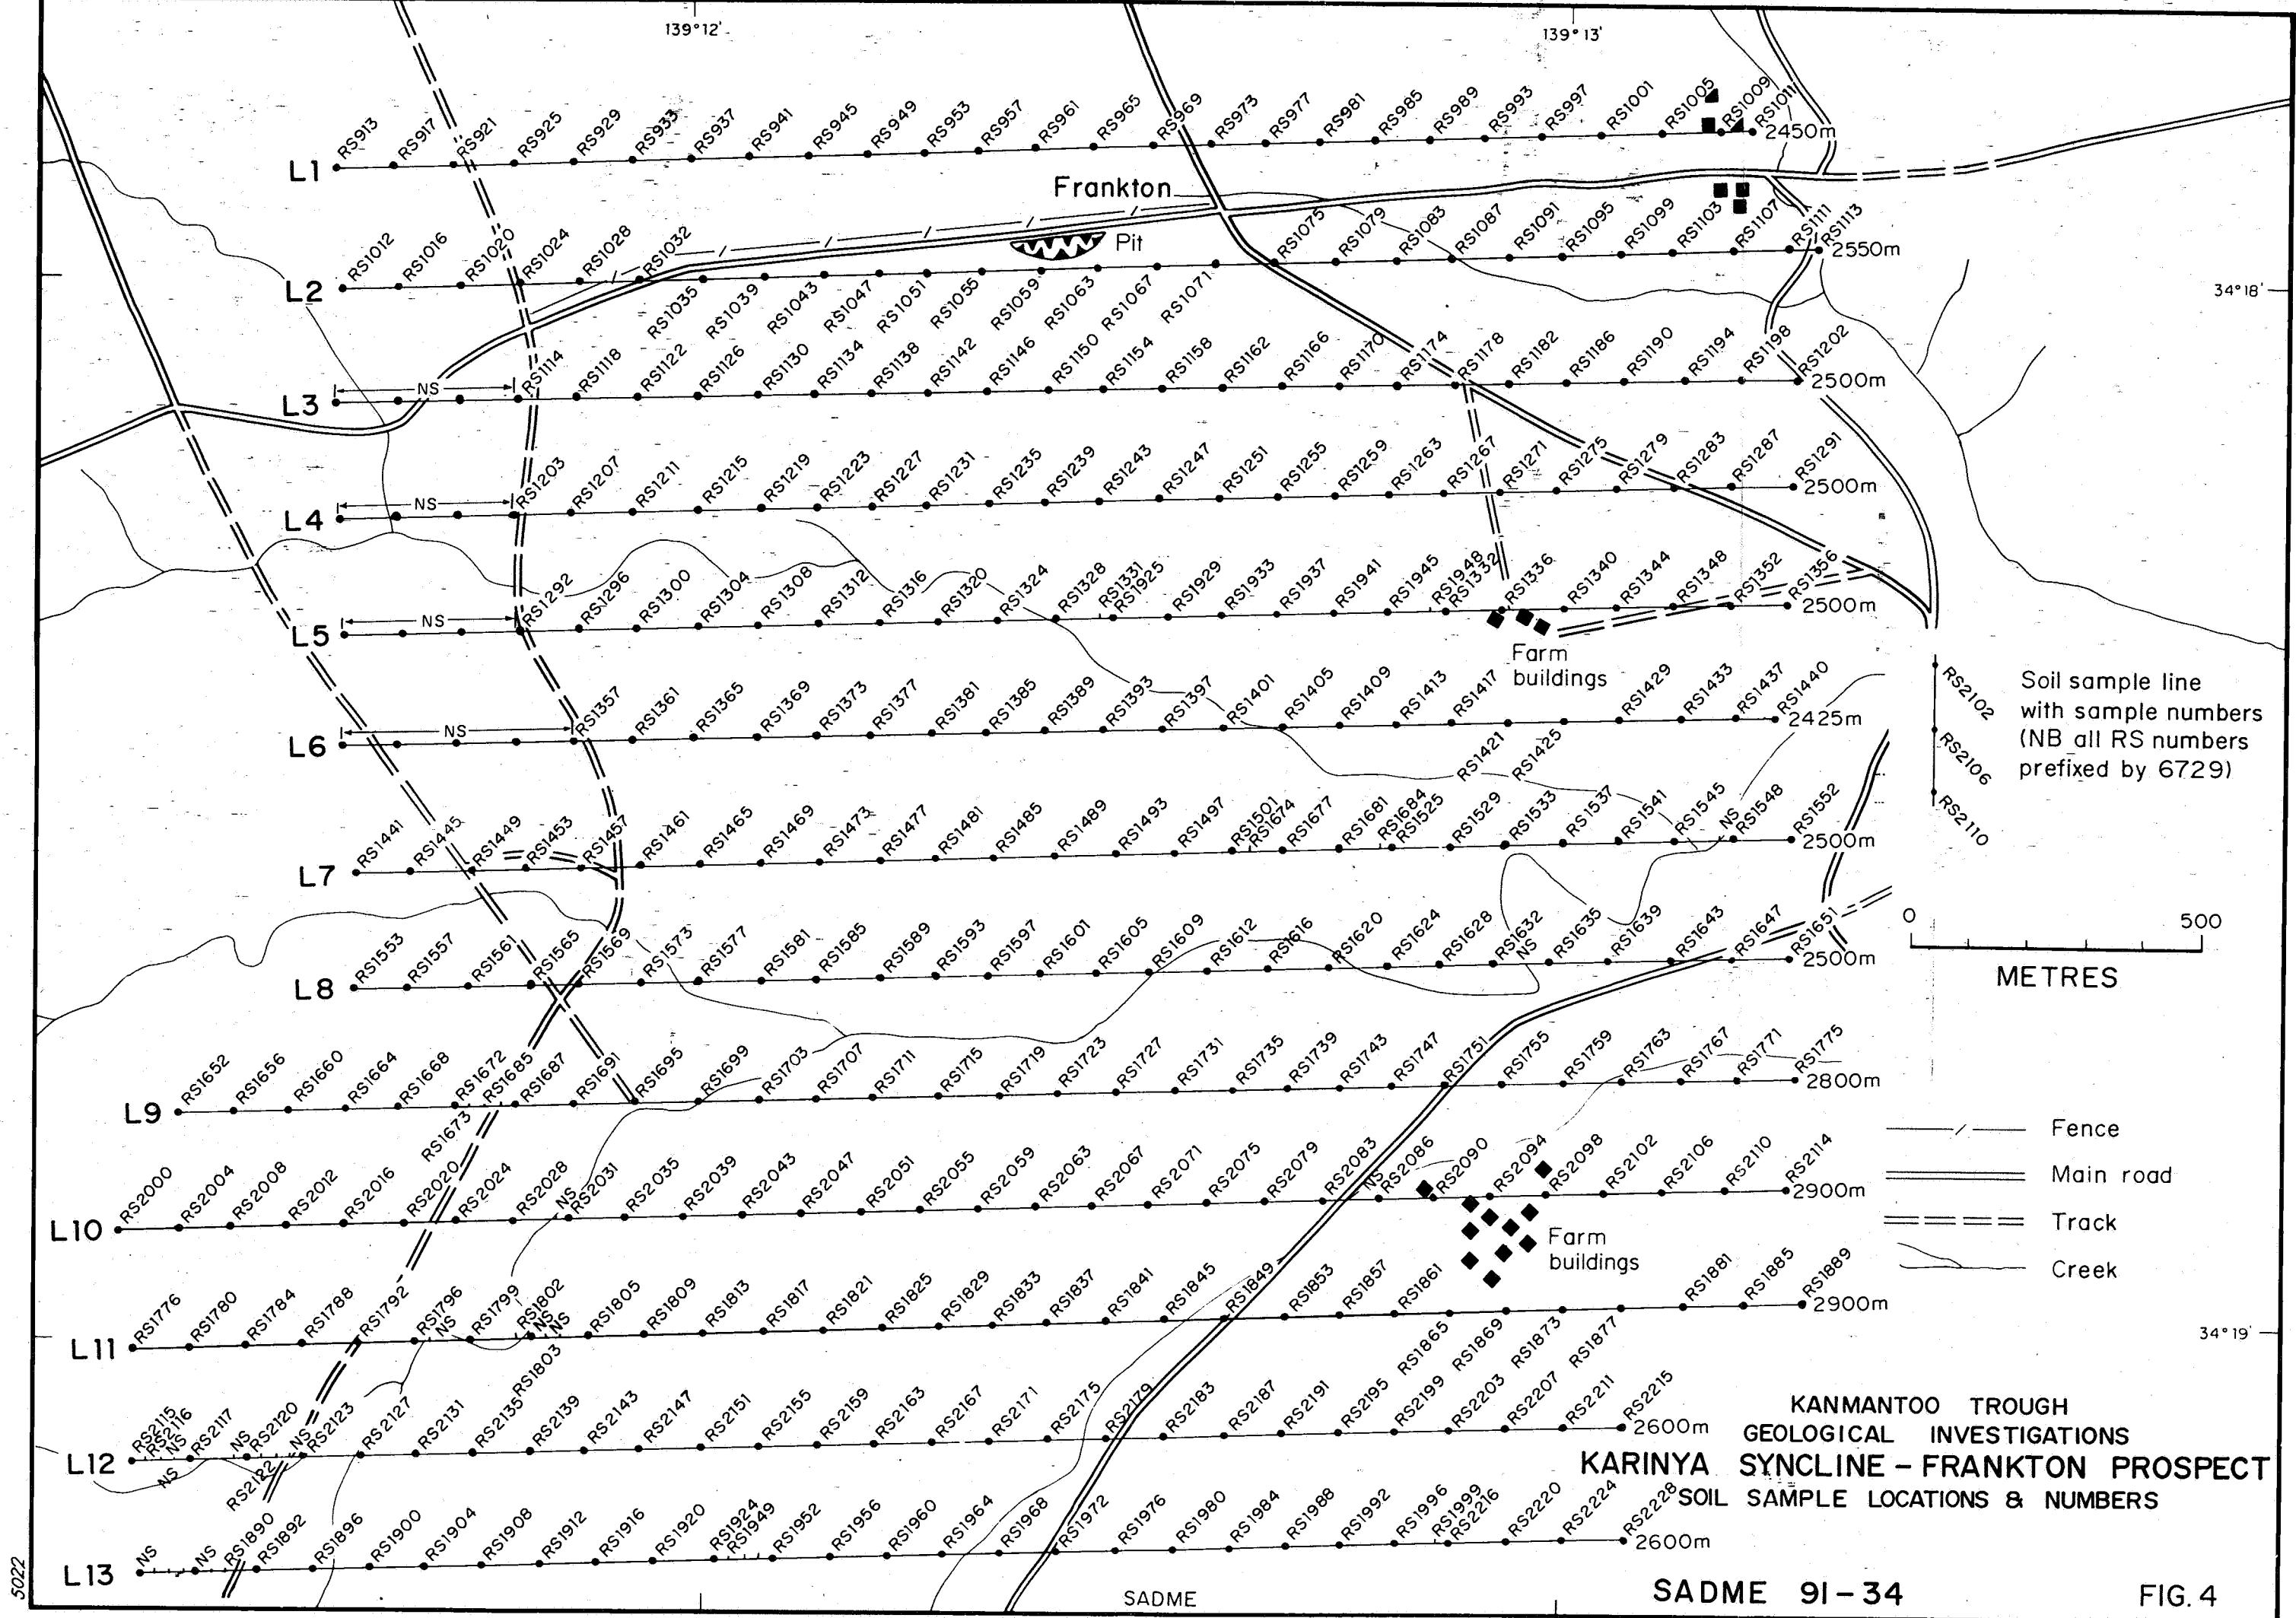 139°12'
139°13'
L1 RS913 RS917 RS921 RS925 RS929 RS933 RS937 RS941 RS945 RS949 RS953 RS957 RS961 RS965 RS969 RS973 RS977 RS981 RS985 RS989 RS993 RS997 RS1001 RS1005 RS1009 RS1011 2450m
Frankton
Pit
L2 RS1012 RS1016 RS1020 RS1024 RS1028 RS1032 RS1075 RS1079 RS1083 RS1087 RS1091 RS1095 RS1099 RS1103 RS1107 RS1111 RS1113 2550m
RS1035 RS1039 RS1043 RS1047 RS1051 RS1055 RS1059 RS1063 RS1067 RS1071
34°18'
L3 NS RS1114 RS1118 RS1122 RS1126 RS1130 RS1134 RS1138 RS1142 RS1146 RS1150 RS1154 RS1158 RS1162 RS1166 RS1170 RS1174 RS1178 RS1182 RS1186 RS1190 RS1194 RS1198 RS1202 2500m
L4 NS RS1203 RS1207 RS1211 RS1215 RS1219 RS1223 RS1227 RS1231 RS1235 RS1239 RS1243 RS1247 RS1251 RS1255 RS1259 RS1263 RS1267 RS1271 RS1275 RS1279 RS1283 RS1287 RS1291 2500m
L5 NS RS1292 RS1296 RS1300 RS1304 RS1308 RS1312 RS1316 RS1320 RS1324 RS1328 RS1331 RS1925 RS1929 RS1933 RS1937 RS1941 RS1945 RS1948 RS1332 RS1336 RS1340 RS1344 RS1348 RS1352 RS1356 2500m
Farm
buildings
L6 NS RS1357 RS1361 RS1365 RS1369 RS1373 RS1377 RS1381 RS1385 RS1389 RS1393 RS1397 RS1401 RS1405 RS1409 RS1413 RS1417 RS1429 RS1433 RS1437 RS1440 2425m
RS1421 RS1425
RS2102
RS2106
RS2110
Soil sample line
with sample numbers
(NB all RS numbers
prefixed by 6729)
L7 RS1441 RS1445 RS1449 RS1453 RS1457 RS1461 RS1465 RS1469 RS1473 RS1477 RS1481 RS1485 RS1489 RS1493 RS1497 RS1501 RS1674 RS1677 RS1681 RS1684 RS1525 RS1529 RS1533 RS1537 RS1541 RS1545 NS RS1548 RS1552 2500m
L8 RS1553 RS1557 RS1561 RS1565 RS1569 RS1573 RS1577 RS1581 RS1585 RS1589 RS1593 RS1597 RS1601 RS1605 RS1609 RS1612 RS1616 RS1620 RS1624 RS1628 RS1632 NS RS1635 RS1639 RS1643 RS1647 RS1651 2500m
0 500
METRES
L9 RS1652 RS1656 RS1660 RS1664 RS1668 RS1672 RS1685 RS1687 RS1691 RS1695 RS1699 RS1703 RS1707 RS1711 RS1715 RS1719 RS1723 RS1727 RS1731 RS1735 RS1739 RS1743 RS1747 RS1751 RS1755 RS1759 RS1763 RS1767 RS1771 RS1775 2800m
RS1673
Fence
Main road
Track
Creek
L10 RS2000 RS2004 RS2008 RS2012 RS2016 RS2020 RS2024 RS2028 NS RS2031 RS2035 RS2039 RS2043 RS2047 RS2051 RS2055 RS2059 RS2063 RS2067 RS2071 RS2075 RS2079 RS2083 NS RS2086 RS2090 RS2094 RS2098 RS2102 RS2106 RS2110 RS2114 2900m
Farm
buildings
L11 RS1776 RS1780 RS1784 RS1788 RS1792 RS1796 NS RS1799 RS1802 NS NS RS1805 RS1809 RS1813 RS1817 RS1821 RS1825 RS1829 RS1833 RS1837 RS1841 RS1845 RS1849 RS1853 RS1857 RS1861 RS1881 RS1885 RS1889 2900m
RS1803 RS1865 RS1869 RS1873 RS1877
34°19'
L12 RS2115 RS2116 NS RS2117 NS RS2120 NS RS2123 RS2127 RS2131 RS2135 RS2139 RS2143 RS2147 RS2151 RS2155 RS2159 RS2163 RS2167 RS2171 RS2175 RS2179 RS2183 RS2187 RS2191 RS2195 RS2199 RS2203 RS2207 RS2211 RS2215 2600m
NS RS2122
L13 NS NS RS1890 RS1892 RS1896 RS1900 RS1904 RS1908 RS1912 RS1916 RS1920 RS1924 RS1949 RS1952 RS1956 RS1960 RS1964 RS1968 RS1972 RS1976 RS1980 RS1984 RS1988 RS1992 RS1996 RS1999 RS2216 RS2220 RS2224 RS2228 2600m
KANMANTOO TROUGH
GEOLOGICAL INVESTIGATIONS
KARINYA SYNCLINE – FRANKTON PROSPECT
SOIL SAMPLE LOCATIONS & NUMBERS
5022
SADME
SADME 91–34
FIG. 4